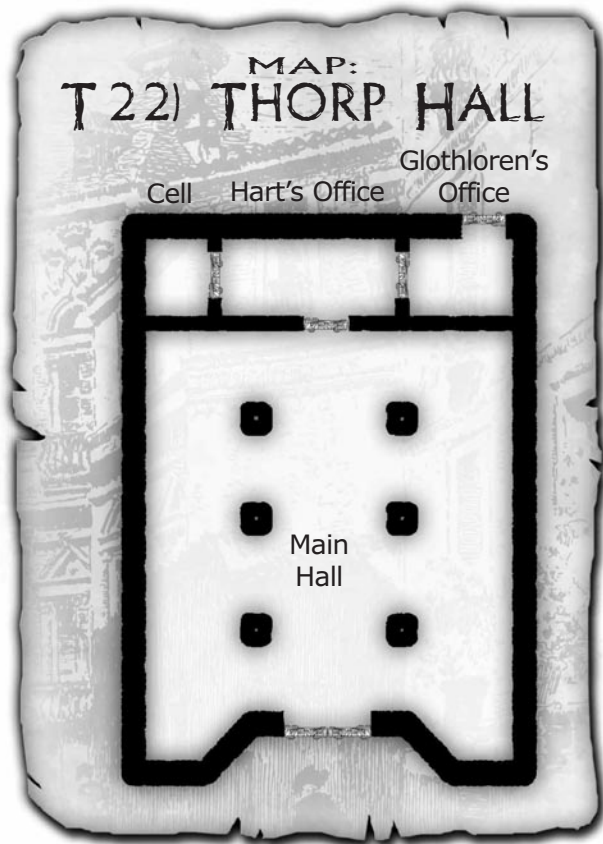 MAP:
T22) THORP HALL
Glothloren's
Cell Hart's Office Office
Main
Hall